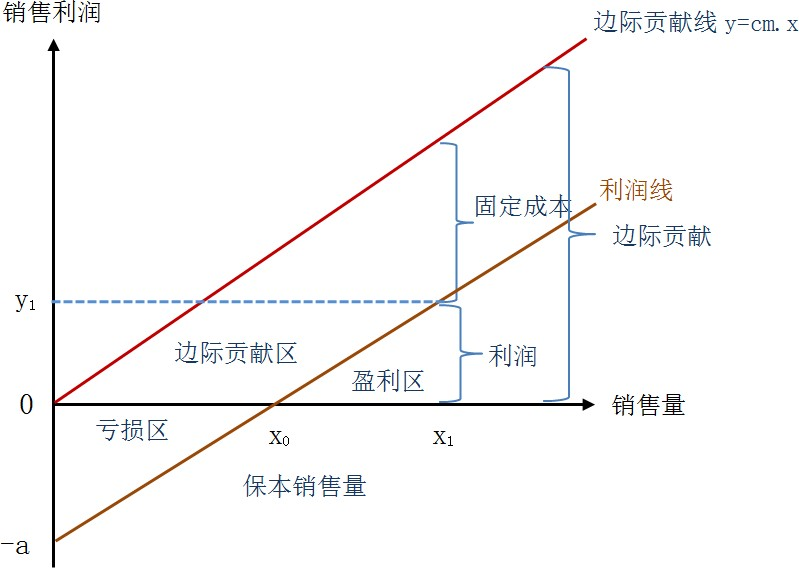 销售利润
边际贡献线 y=cm.x
利润线
固定成本
边际贡献
y₁
边际贡献区
利润
盈利区
0
销售量
亏损区
x₀
x₁
保本销售量
-a